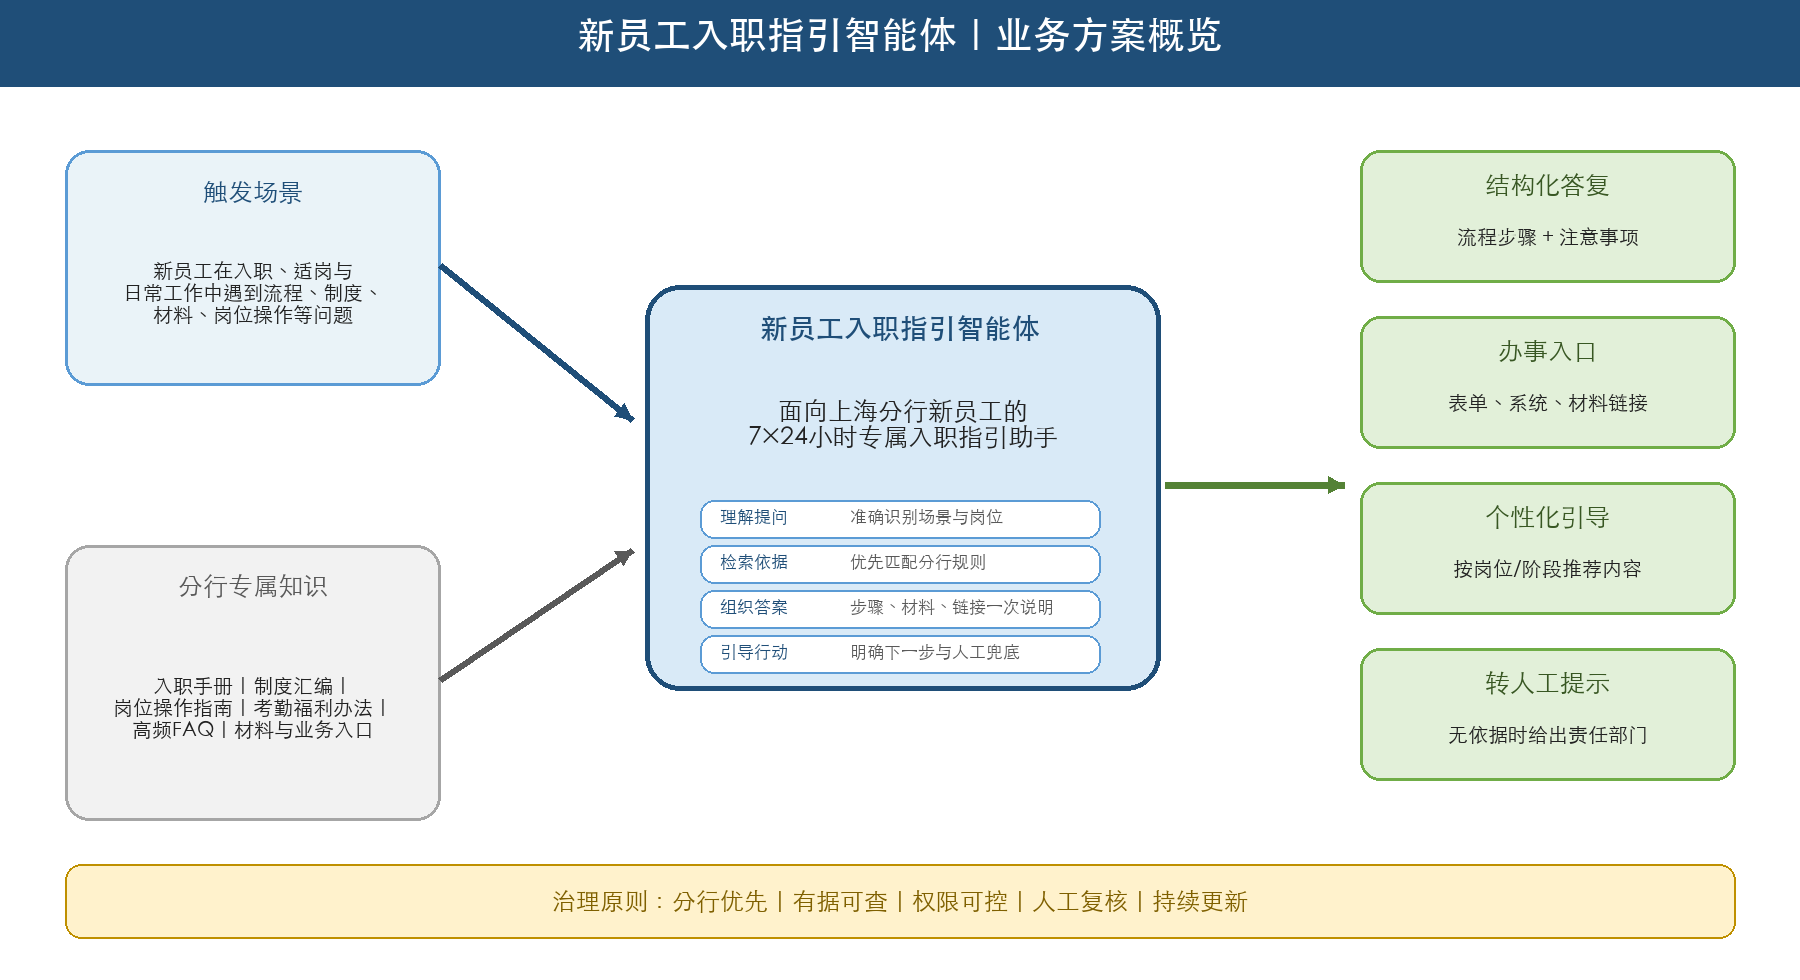 新员工入职指引智能体 | 业务方案概览
触发场景
新员工在入职、适岗与
日常工作中遇到流程、制度、
材料、岗位操作等问题
分行专属知识
入职手册 | 制度汇编 |
岗位操作指南 | 考勤福利办法 |
高频FAQ | 材料与业务入口
新员工入职指引智能体
面向上海分行新员工的
7×24小时专属入职指引助手
理解提问 准确识别场景与岗位
检索依据 优先匹配分行规则
组织答案 步骤、材料、链接一次说明
引导行动 明确下一步与人工兜底
结构化答复
流程步骤 + 注意事项
办事入口
表单、系统、材料链接
个性化引导
按岗位/阶段推荐内容
转人工提示
无依据时给出责任部门
治理原则：分行优先 | 有据可查 | 权限可控 | 人工复核 | 持续更新